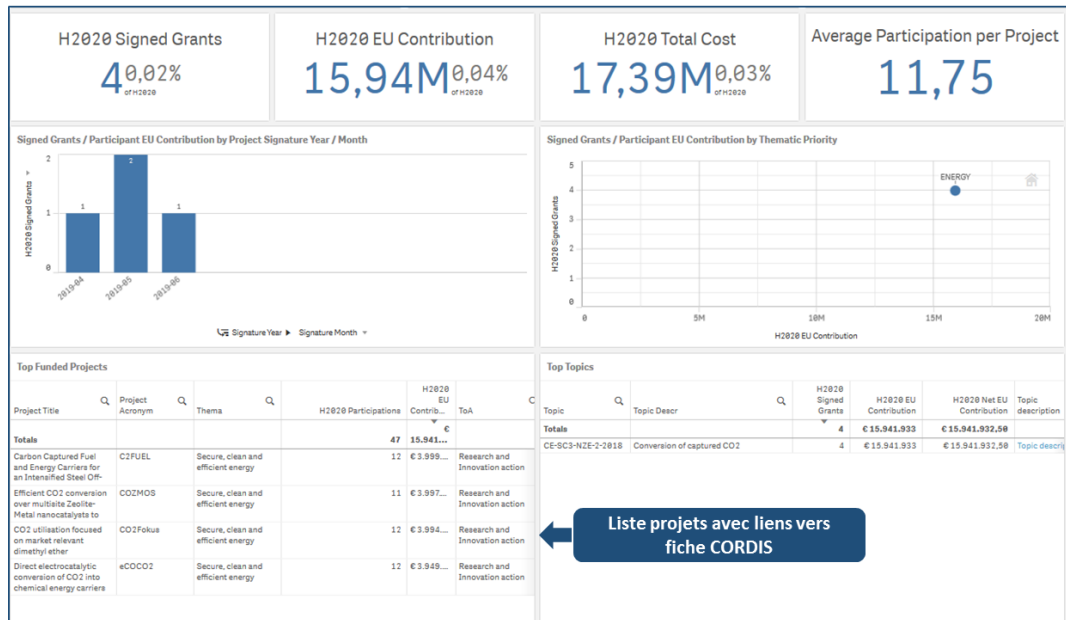 H2020 Signed Grants
4 0,02%
of H2020
H2020 EU Contribution
15,94M 0,04%
of H2020
H2020 Total Cost
17,39M 0,03%
of H2020
Average Participation per Project
11,75
Signed Grants / Participant EU Contribution by Project Signature Year / Month
H2020 Signed Grants
2
1
0
1
2
1
2019-04
2019-05
2019-06
Signature Year
Signature Month
Signed Grants / Participant EU Contribution by Thematic Priority
H2020 Signed Grants
5
4
3
2
1
0
ENERGY
0
5M
10M
15M
20M
H2020 EU Contribution
Top Funded Projects
Project Title
Project
Acronym
Thema
H2020 Participations
H2020
EU
Contrib...
ToA
Totals
47
€
15.941...
Carbon Captured Fuel
and Energy Carriers for
an Intensified Steel Off-
C2FUEL
Secure, clean and
efficient energy
12
€ 3.999...
Research and
Innovation action
Efficient CO2 conversion
over multisite Zeolite-
Metal nanocatalysts to
COZMOS
Secure, clean and
efficient energy
11
€ 3.997...
Research and
Innovation action
CO2 utilisation focused
on market relevant
dimethyl ether
CO2Fokus
Secure, clean and
efficient energy
12
€ 3.994...
Research and
Innovation action
Direct electrocatalytic
conversion of CO2 into
chemical energy carriers
eCOCO2
Secure, clean and
efficient energy
12
€ 3.949...
Research and
Innovation action
Top Topics
Topic
Topic Descr
H2020
Signed
Grants
H2020 EU
Contribution
H2020 Net EU
Contribution
Topic
description
Totals
4
€ 15.941.933
€ 15.941.932,50
CE-SC3-NZE-2-2018
Conversion of captured CO2
4
€ 15.941.933
€ 15.941.932,50
Topic descrip
Liste projets avec liens vers
fiche CORDIS